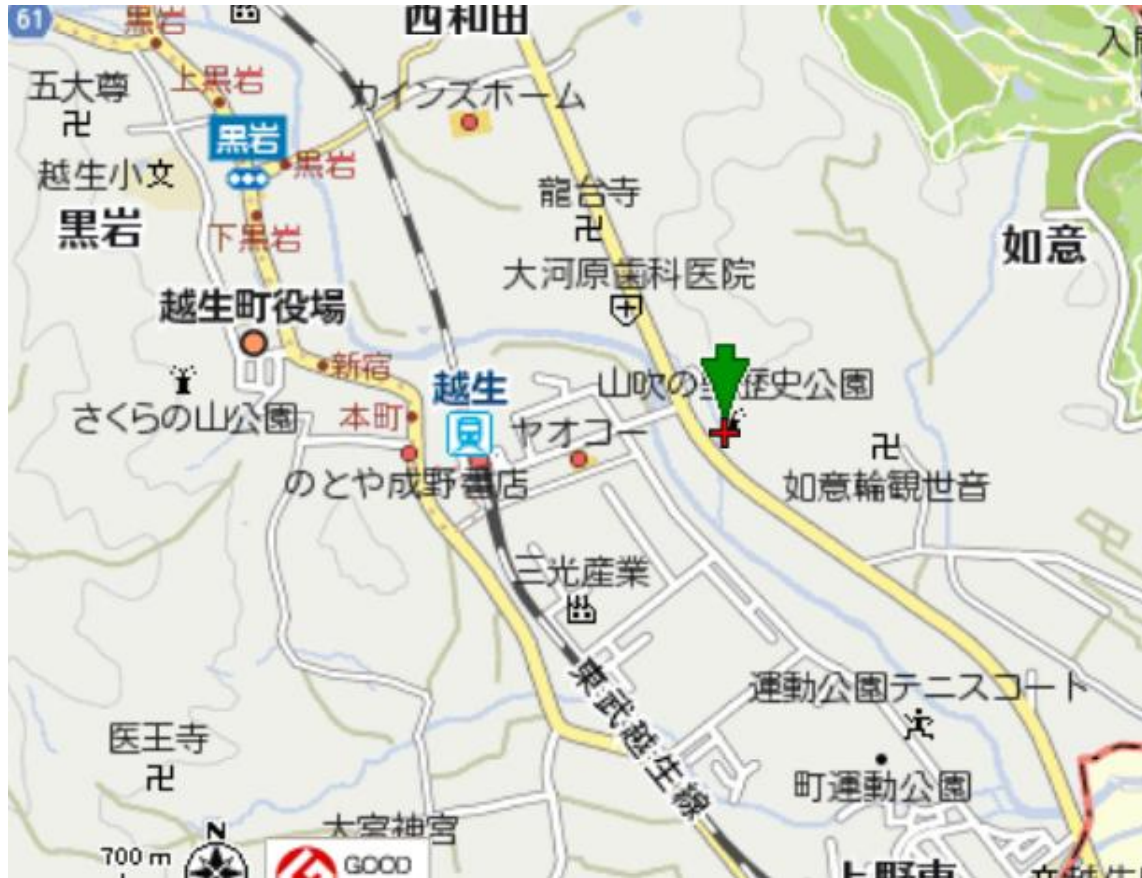 61
黒岩
西和田
入間
五大尊
上黒岩
カインズホーム
黒岩
黒岩
越生小
文
龍台寺
黒岩
下黒岩
大河原歯科医院
如意
越生町役場
新宿
越生
山吹の里歴史公園
さくらの山公園
本町
ヤオコー
のとや成野書店
如意輪観世音
三光産業
東武越生線
運動公園テニスコート
医王寺
町運動公園
大宮神宮
N
700 m
GOOD
上野東